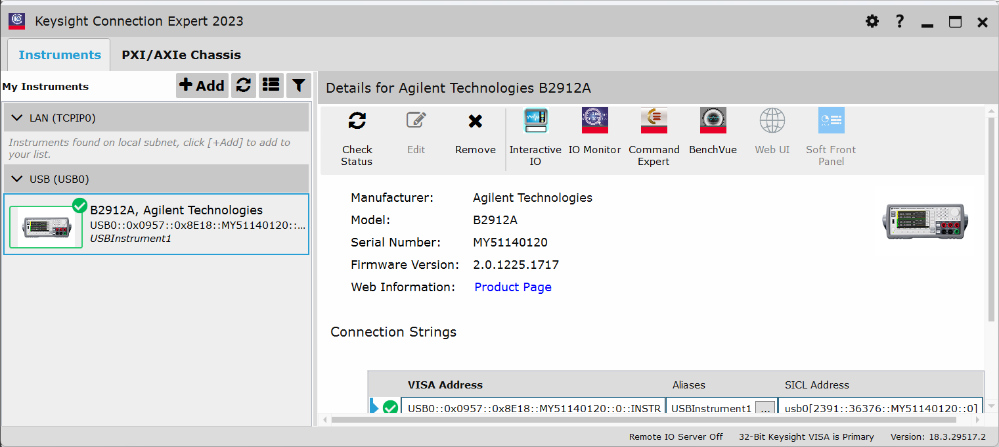 Keysight Connection Expert 2023
Instruments
PXI/AXIe Chassis
My Instruments
Add
LAN (TCPIP0)
Instruments found on local subnet, click [+Add] to add to
your list.
USB (USB0)
B2912A, Agilent Technologies
USB0::0x0957::0x8E18::MY51140120::...
USBInstrument1
Details for Agilent Technologies B2912A
Check
Status
Edit
Remove
Interactive
IO
IO Monitor
Command
Expert
BenchVue
Web UI
Soft Front
Panel
Manufacturer: Agilent Technologies
Model: B2912A
Serial Number: MY51140120
Firmware Version: 2.0.1225.1717
Web Information: Product Page
Connection Strings
VISA Address Aliases SICL Address
USB0::0x0957::0x8E18::MY51140120::0::INSTR USBInstrument1 ... usb0[2391::36376::MY51140120::0]
Remote IO Server Off 32-Bit Keysight VISA is Primary Version: 18.3.29517.2